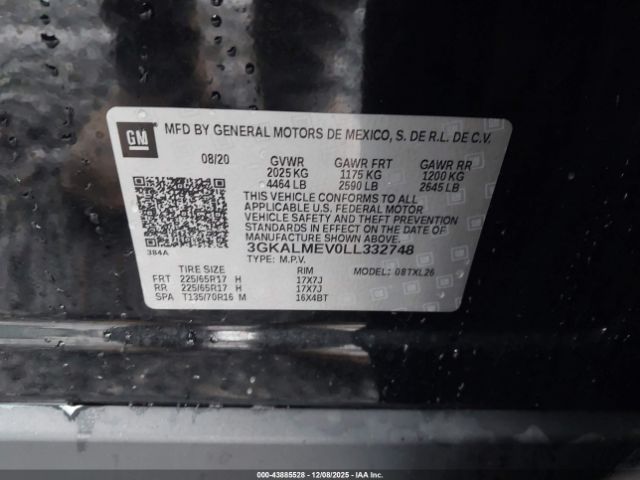 GM
MFD BY GENERAL MOTORS DE MEXICO, S. DE R.L. DE C.V.
08/20 GVWR GAWR FRT GAWR RR
2025 KG 1175 KG 1200 KG
4464 LB 2590 LB 2645 LB
THIS VEHICLE CONFORMS TO ALL
APPLICABLE U.S. FEDERAL MOTOR
VEHICLE SAFETY AND THEFT PREVENTION
STANDARDS IN EFFECT ON THE
DATE OF MANUFACTURE SHOWN ABOVE.
384A 3GKALMEV0LL332748
TYPE: M.P.V. MODEL: 08TXL26
TIRE SIZE RIM
FRT 225/65R17 H 17X7J
RR 225/65R17 H 17X7J
SPA T135/70R16 M 16X4BT
000-43885528 - 12/08/2025 - IAA Inc.